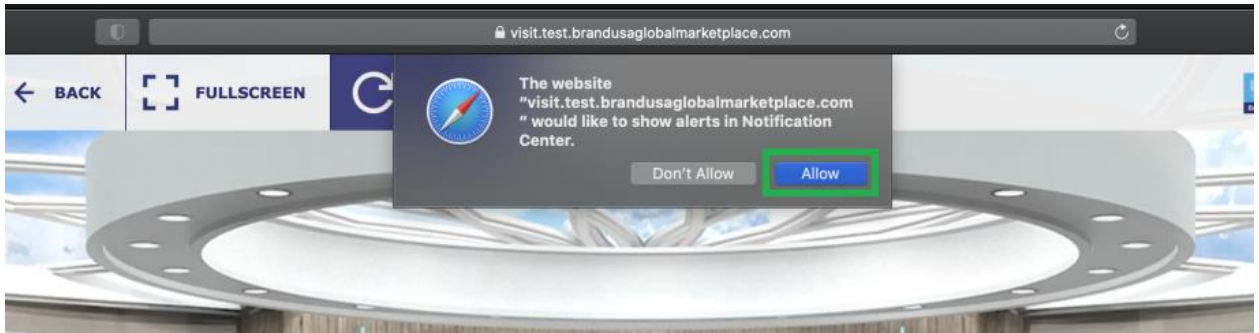 visit.test.brandusaglobalmarketplace.com
← BACK
FULLSCREEN
The website
"visit.test.brandusaglobalmarketplace.com
" would like to show alerts in Notification
Center.
Don't Allow
Allow